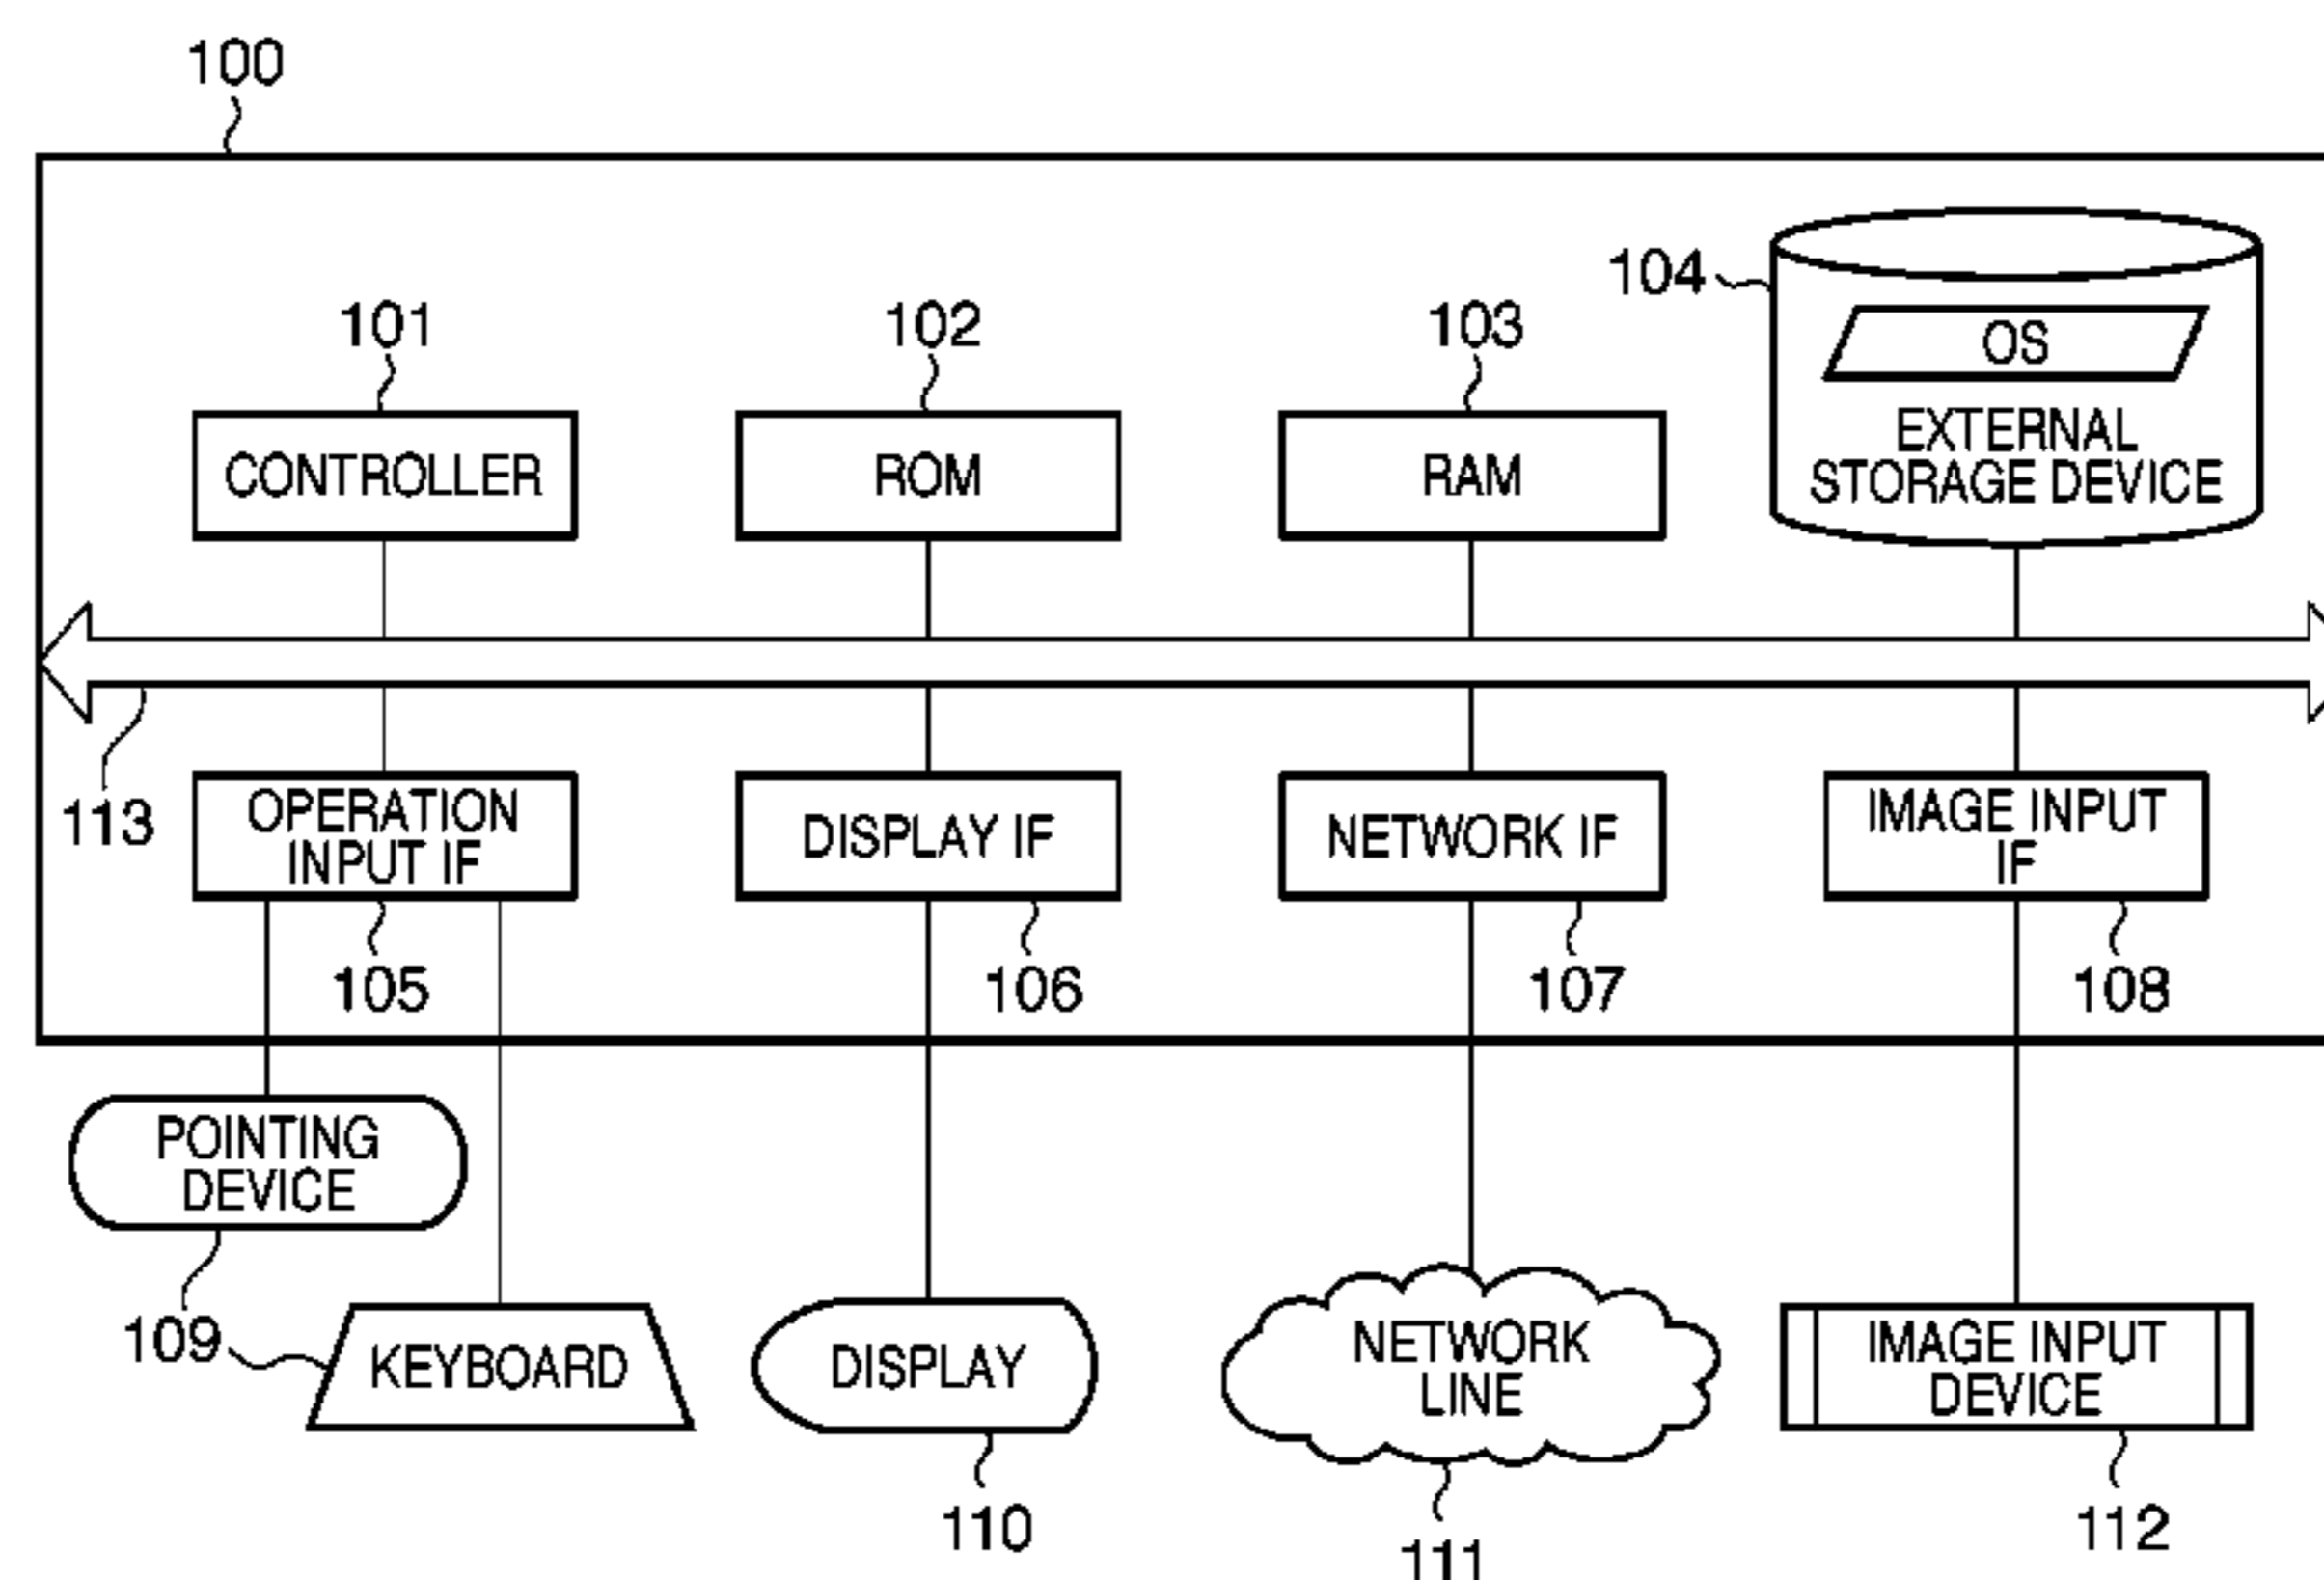 100
104
101
102
103
OS
EXTERNAL
STORAGE DEVICE
CONTROLLER
ROM
RAM
113
OPERATION
INPUT IF
DISPLAY IF
NETWORK IF
IMAGE INPUT
IF
105
106
107
108
POINTING
DEVICE
109
KEYBOARD
DISPLAY
NETWORK
LINE
IMAGE INPUT
DEVICE
110
111
112